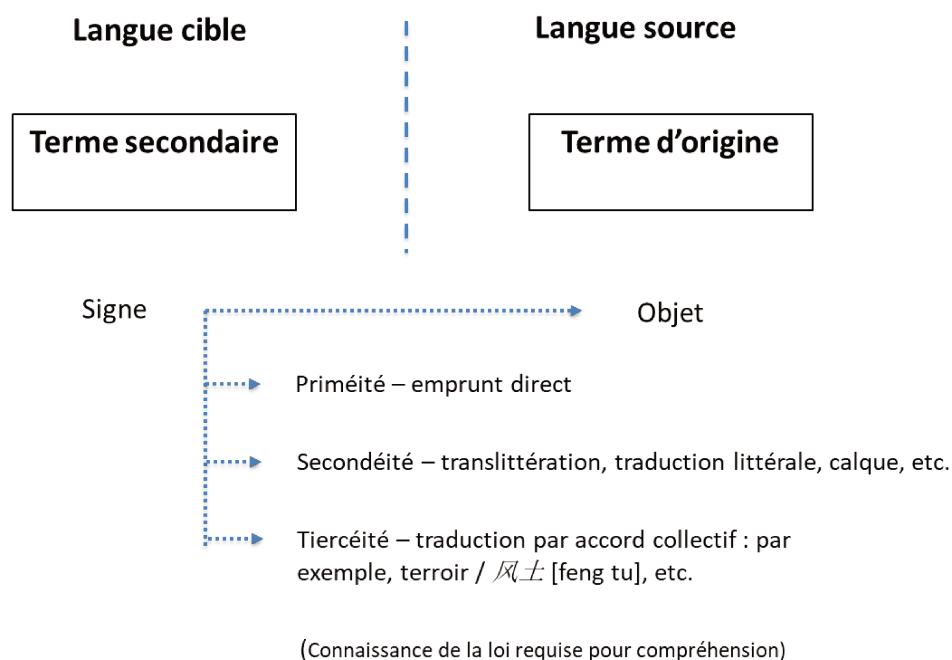 Langue cible
Langue source
Terme secondaire
Terme d'origine
Signe
Objet
Priméité – emprunt direct
Secondéité – translittération, traduction littérale, calque, etc.
Tiercéité – traduction par accord collectif : par
exemple, terroir / 风土 [feng tu], etc.
(Connaissance de la loi requise pour compréhension)